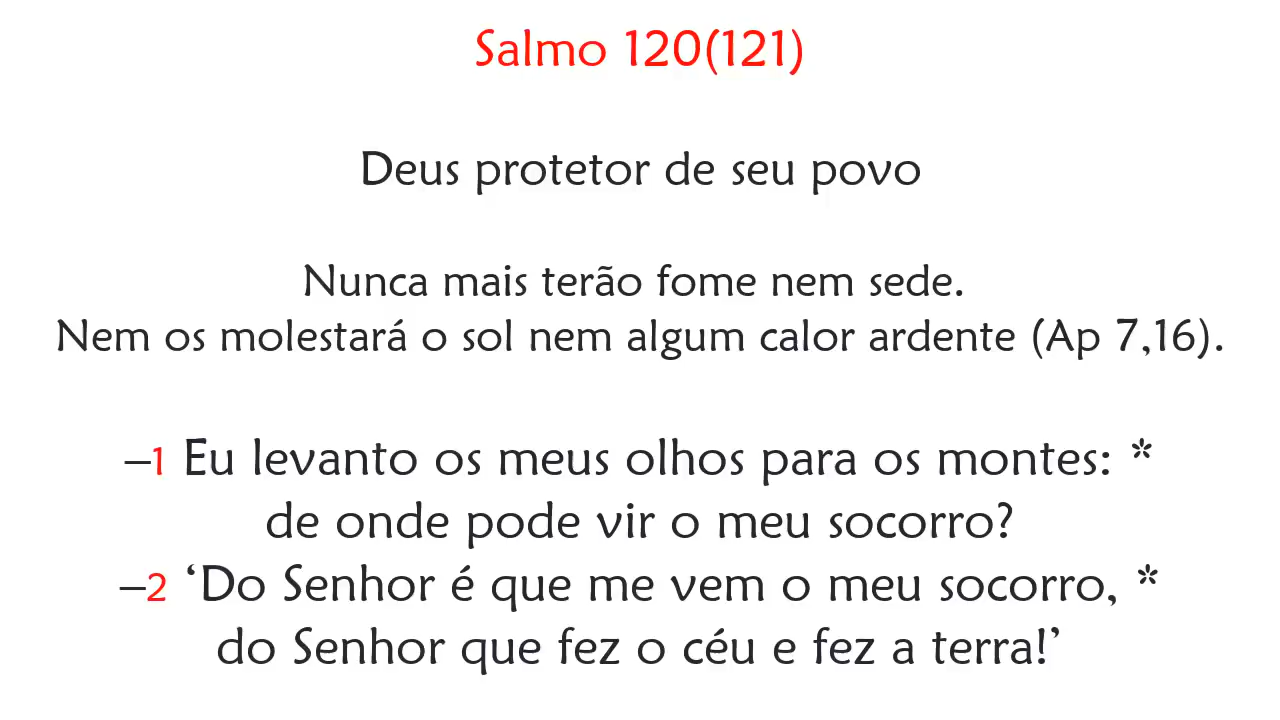 Salmo 120(121)
Deus protetor de seu povo
Nunca mais terão fome nem sede.
Nem os molestará o sol nem algum calor ardente (Ap 7,16).
–1 Eu levanto os meus olhos para os montes: *
de onde pode vir o meu socorro?
–2 ‘Do Senhor é que me vem o meu socorro, *
do Senhor que fez o céu e fez a terra!’